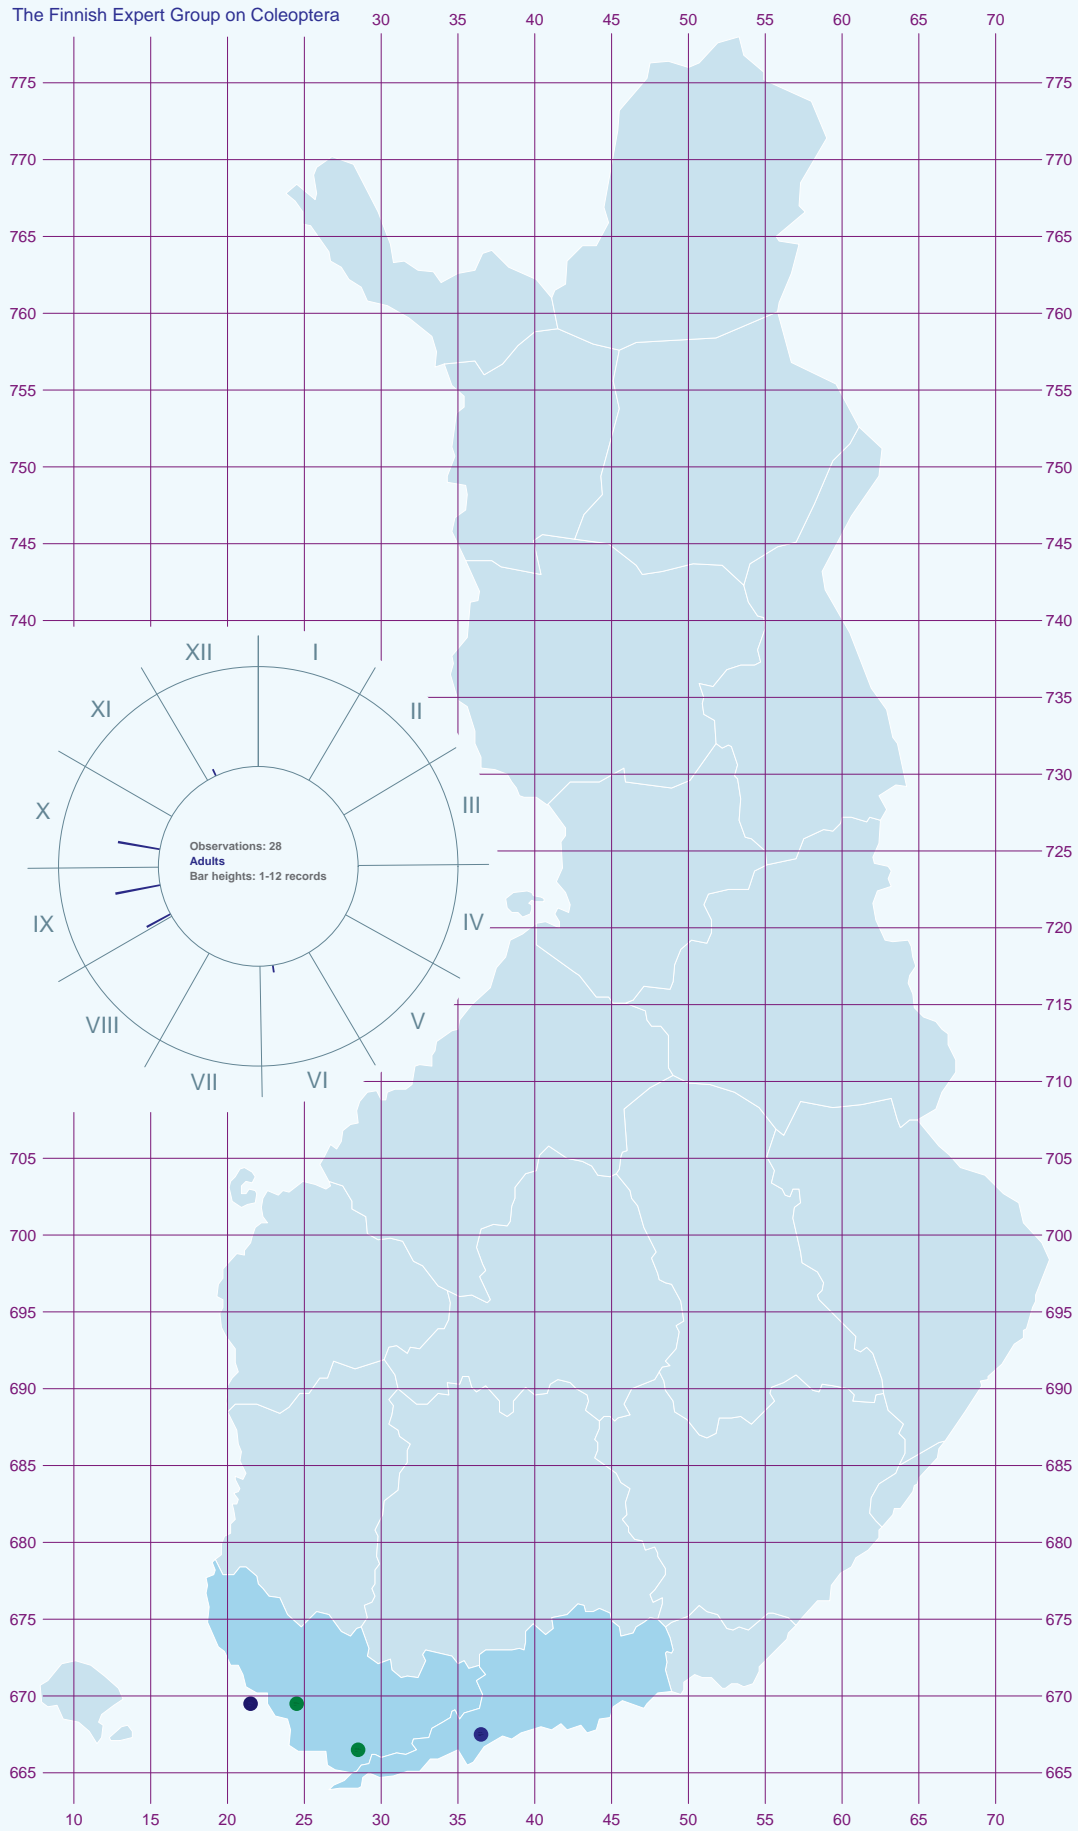 The Finnish Expert Group on Coleoptera
30 35 40 45 50 55 60 65 70
775 775
770 770
765 765
760 760
755 755
750 750
745 745
740 740
XII I
XI II
735
730
X III
725
Observations: 28
Adults
Bar heights: 1-12 records
IX IV
720
VIII V
715
VII VI
710
705 705
700 700
695 695
690 690
685 685
680 680
675 675
670 670
665 665
10 15 20 25 30 35 40 45 50 55 60 65 70